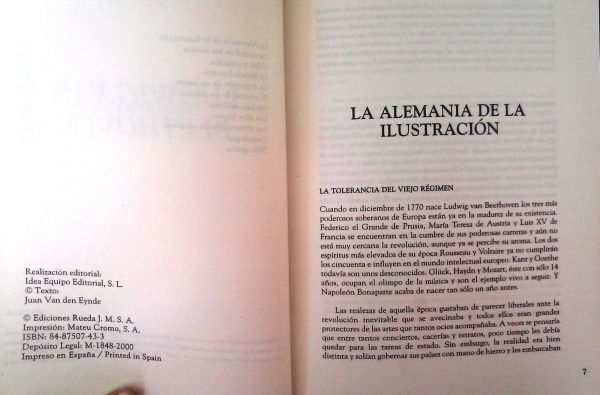 Realización editorial:
Idea Equipo Editorial, S. L.
© Texto:
Juan Van den Eynde
© Ediciones Rueda J. M. S. A.
Impresión: Mateu Cromo, S. A.
ISBN: 84-87507-43-3
Depósito Legal: M-1848-2000
Impreso en España / Printed in Spain
LA ALEMANIA DE LA
ILUSTRACIÓN
LA TOLERANCIA DEL VIEJO RÉGIMEN
Cuando en diciembre de 1770 nace Ludwig van Beethoven los tres más
poderosos soberanos de Europa están ya en la madurez de su existencia.
Federico el Grande de Prusia, María Teresa de Austria y Luis XV de
Francia se encuentran en la cumbre de sus poderosas carreras y aún no
está muy cercana la revolución, aunque ya se percibe su aroma. Los dos
espíritus más elevados de su época Rousseau y Voltaire ya no cumplirán
los cincuenta e influyen en el mundo intelectual europeo. Kant y Goethe
todavía son unos desconocidos. Glück, Haydn y Mozart, éste con sólo 14
años, ocupan el olimpo de la música y son el ejemplo vivo a seguir. Y
Napoleón Bonaparte acaba de nacer tan sólo un año antes.
Las realezas de aquella época gustaban de parecer liberales ante la
revolución inevitable que se avecinaba y todo ellos eran grandes
protectores de las artes que tantos ocios acompañaba. A veces se penuria
que entre tantos conciertos, cacerías y retratos, poco tiempo les debía
quedar para las tareas de estado. Sin embargo, la realidad era bien
distinta y solían gobernar sus países con mano de hierro y les embarcaban
7